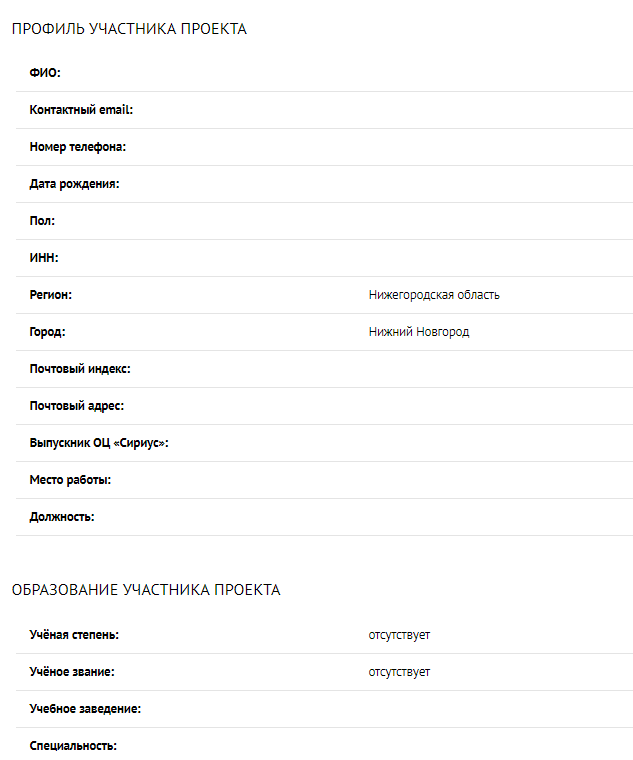 ПРОФИЛЬ УЧАСТНИКА ПРОЕКТА
ФИО:
Контактный email:
Номер телефона:
Дата рождения:
Пол:
ИНН:
Регион: Нижегородская область
Город: Нижний Новгород
Почтовый индекс:
Почтовый адрес:
Выпускник ОЦ «Сириус»:
Место работы:
Должность:
ОБРАЗОВАНИЕ УЧАСТНИКА ПРОЕКТА
Учёная степень: отсутствует
Учёное звание: отсутствует
Учебное заведение:
Специальность: